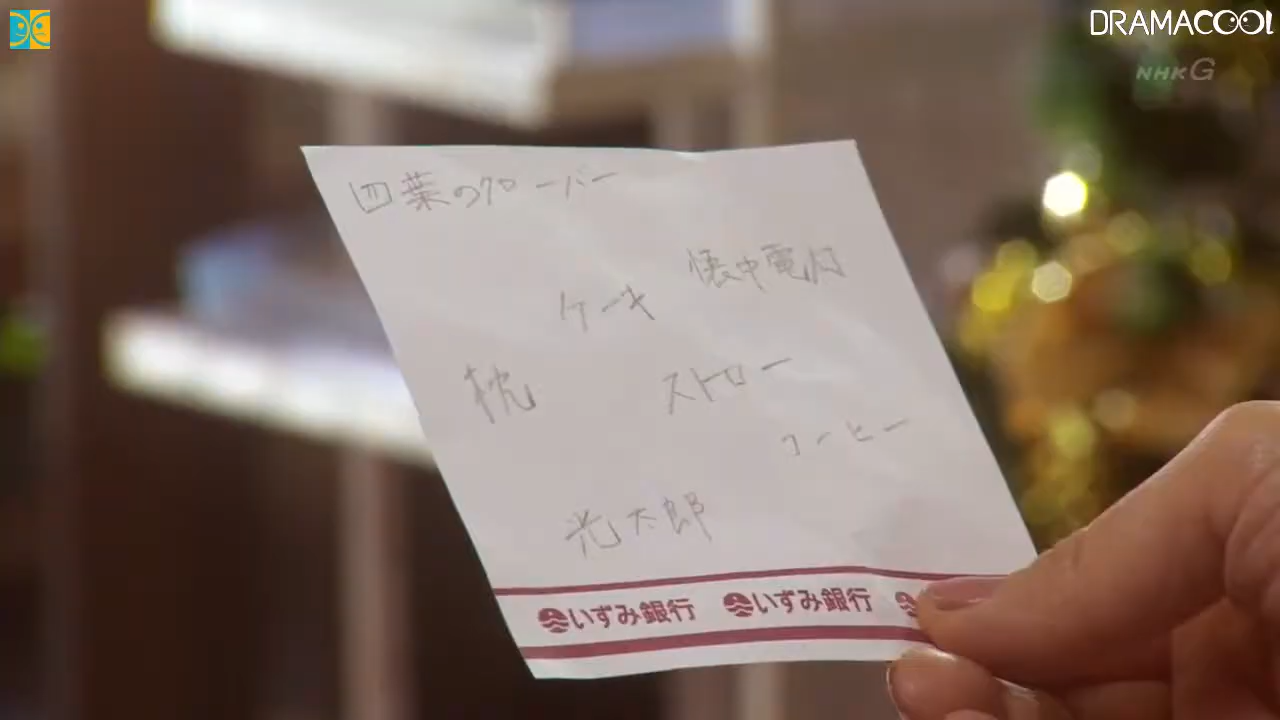 DRAMACOOL
NHK G
四葉のクローバー
懐中電灯
ケーキ
枕
ストロー
コーヒー
光太郎
いずみ銀行 いずみ銀行